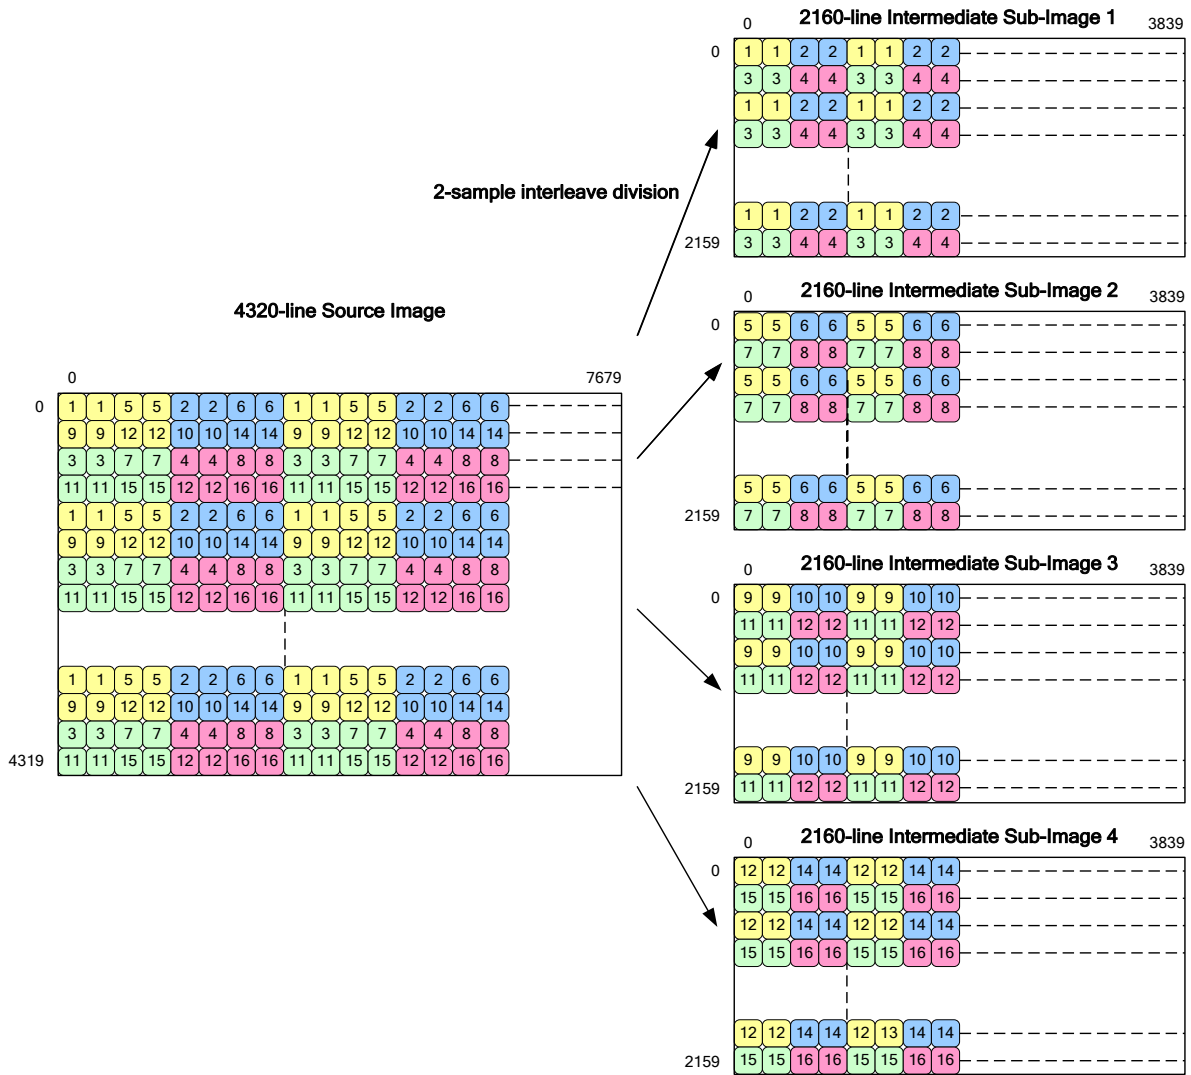 4320-line Source Image
0 7679
0
1 1 5 5 2 2 6 6 1 1 5 5 2 2 6 6
9 9 12 12 10 10 14 14 9 9 12 12 10 10 14 14
3 3 7 7 4 4 8 8 3 3 7 7 4 4 8 8
11 11 15 15 12 12 16 16 11 11 15 15 12 12 16 16
1 1 5 5 2 2 6 6 1 1 5 5 2 2 6 6
9 9 12 12 10 10 14 14 9 9 12 12 10 10 14 14
3 3 7 7 4 4 8 8 3 3 7 7 4 4 8 8
11 11 15 15 12 12 16 16 11 11 15 15 12 12 16 16
1 1 5 5 2 2 6 6 1 1 5 5 2 2 6 6
9 9 12 12 10 10 14 14 9 9 12 12 10 10 14 14
3 3 7 7 4 4 8 8 3 3 7 7 4 4 8 8
4319 11 11 15 15 12 12 16 16 11 11 15 15 12 12 16 16
2-sample interleave division
2160-line Intermediate Sub-Image 1
0 3839
0 1 1 2 2 1 1 2 2
3 3 4 4 3 3 4 4
1 1 2 2 1 1 2 2
3 3 4 4 3 3 4 4
1 1 2 2 1 1 2 2
2159 3 3 4 4 3 3 4 4
2160-line Intermediate Sub-Image 2
0 3839
0 5 5 6 6 5 5 6 6
7 7 8 8 7 7 8 8
5 5 6 6 5 5 6 6
7 7 8 8 7 7 8 8
5 5 6 6 5 5 6 6
2159 7 7 8 8 7 7 8 8
2160-line Intermediate Sub-Image 3
0 3839
0 9 9 10 10 9 9 10 10
11 11 12 12 11 11 12 12
9 9 10 10 9 9 10 10
11 11 12 12 11 11 12 12
9 9 10 10 9 9 10 10
2159 11 11 12 12 11 11 12 12
2160-line Intermediate Sub-Image 4
0 3839
0 12 12 14 14 12 12 14 14
15 15 16 16 15 15 16 16
12 12 14 14 12 12 14 14
15 15 16 16 15 15 16 16
12 12 14 14 12 13 14 14
2159 15 15 16 16 15 15 16 16